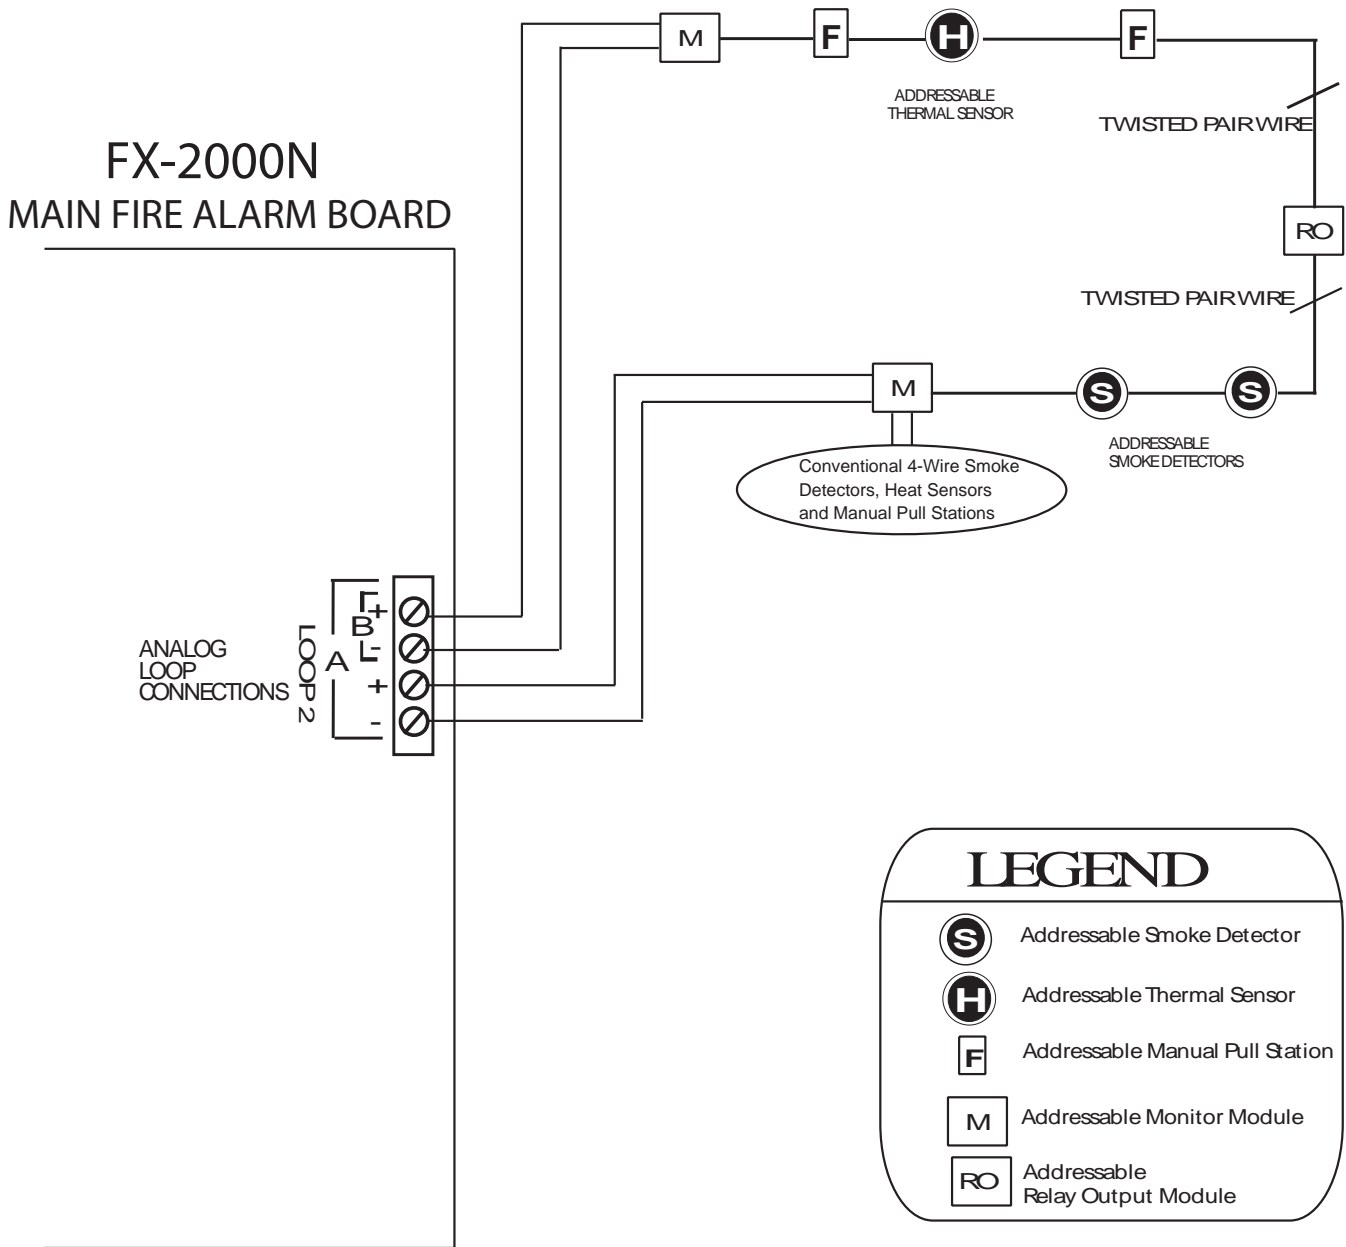 M
F
H
F
ADDRESSABLE
THERMAL SENSOR
TWISTED PAIR WIRE
FX-2000N
MAIN FIRE ALARM BOARD
RO
TWISTED PAIR WIRE
M
S
S
ADDRESSABLE
SMOKE DETECTORS
Conventional 4-Wire Smoke
Detectors, Heat Sensors
and Manual Pull Stations
ANALOG
LOOP
CONNECTIONS
LOOP 2
A
B
+
-
+
-
LEGEND
S Addressable Smoke Detector
H Addressable Thermal Sensor
F Addressable Manual Pull Station
M Addressable Monitor Module
RO Addressable
Relay Output Module